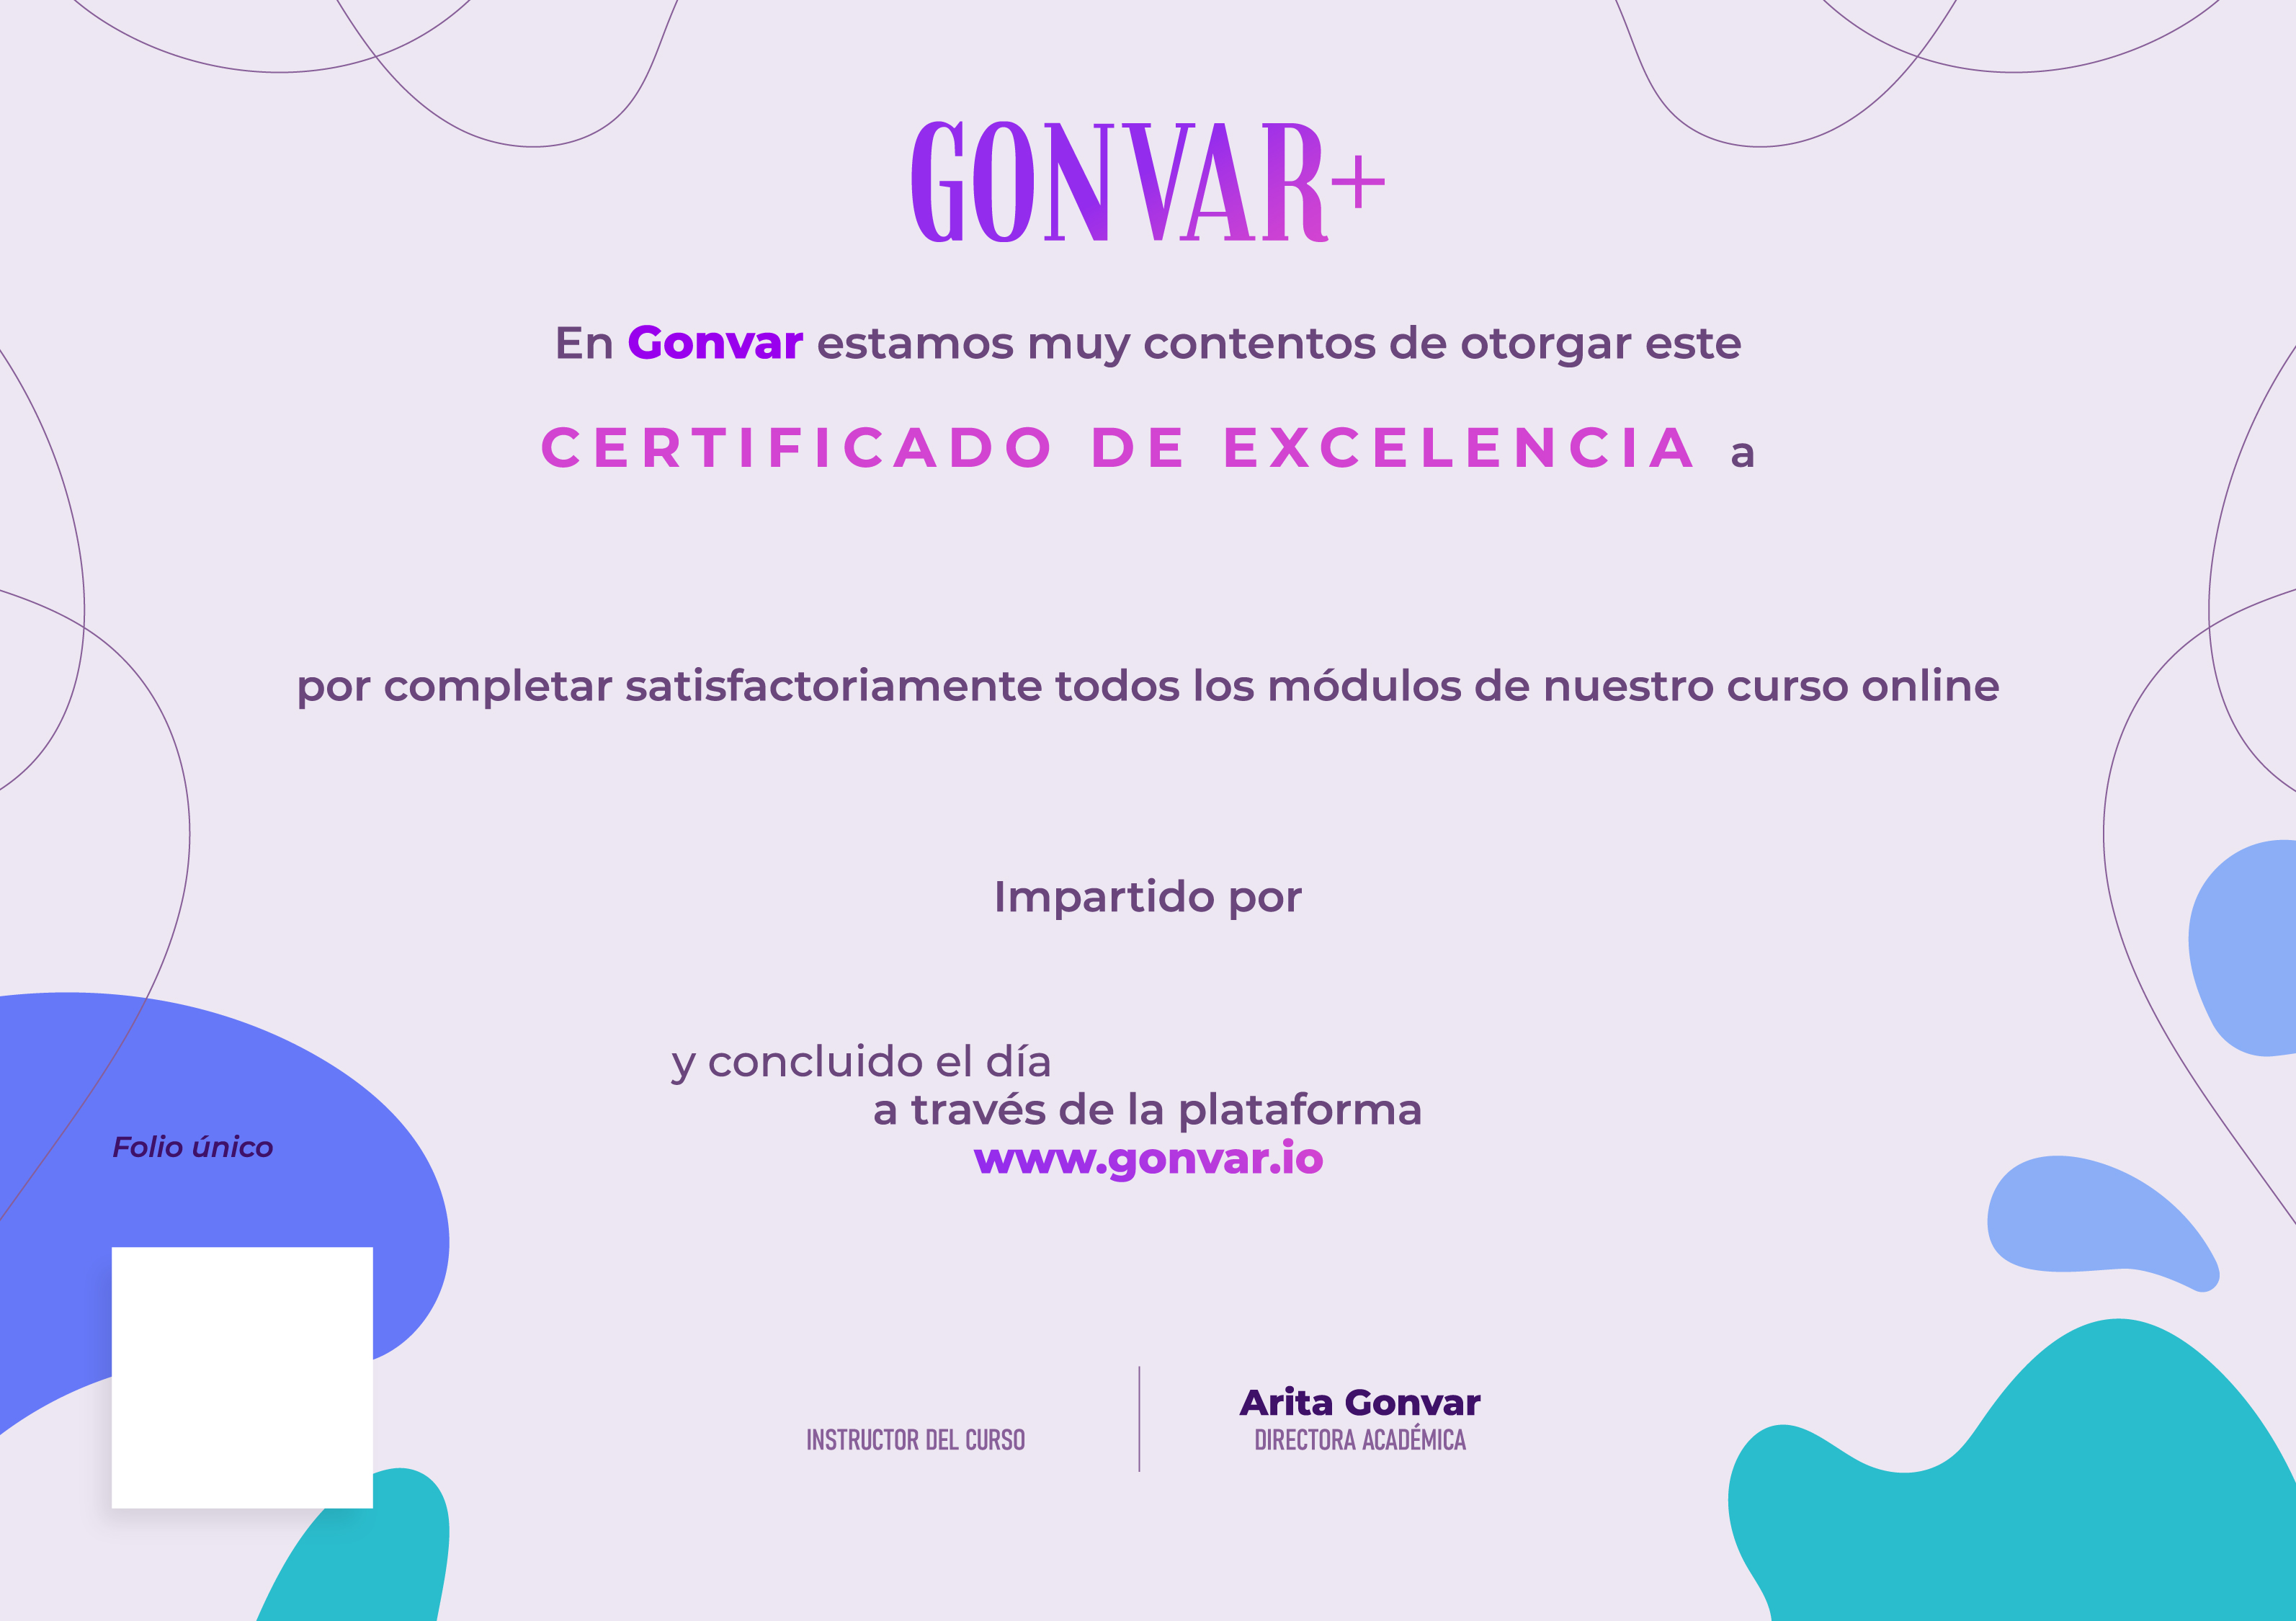 GONVAR+
En Gonvar estamos muy contentos de otorgar este
CERTIFICADO DE EXCELENCIA a
por completar satisfactoriamente todos los módulos de nuestro curso online
Impartido por
y concluido el día
a través de la plataforma
www.gonvar.io
Folio único
INSTRUCTOR DEL CURSO
Arita Gonvar
DIRECTORA ACADÉMICA